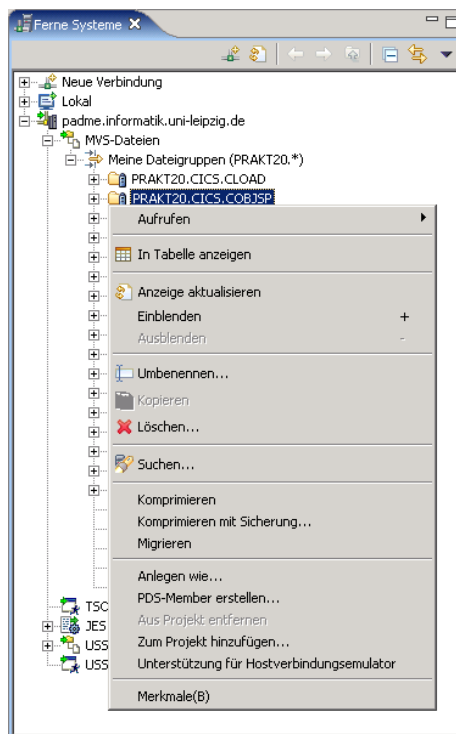 Ferne Systeme
Neue Verbindung
Lokal
padme.informatik.uni-leipzig.de
MVS-Dateien
Meine Dateigruppen (PRAKT20.*)
PRAKT20.CICS.CLOAD
PRAKT20.CICS.COBJSP
Aufrufen
In Tabelle anzeigen
Anzeige aktualisieren
Einblenden +
Ausblenden -
Umbenennen...
Kopieren
Löschen...
Suchen...
Komprimieren
Komprimieren mit Sicherung...
Migrieren
Anlegen wie...
PDS-Member erstellen...
Aus Projekt entfernen
TSO
Zum Projekt hinzufügen...
JES
Unterstützung für Hostverbindungsemulator
USS
USS
Merkmale(B)